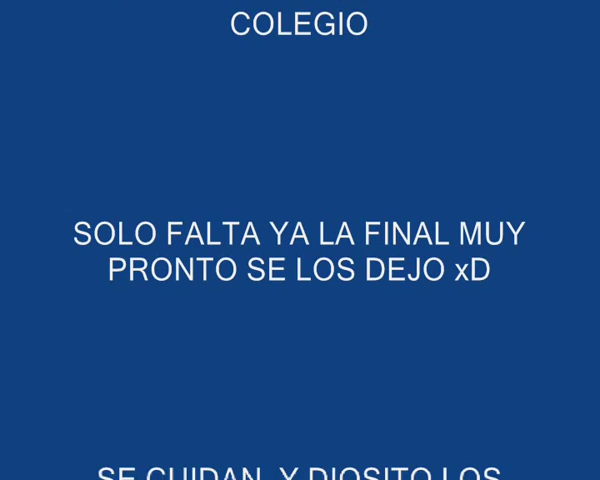 COLEGIO
SOLO FALTA YA LA FINAL MUY
PRONTO SE LOS DEJO xD
SE CUIDAN Y DIOSITO LOS